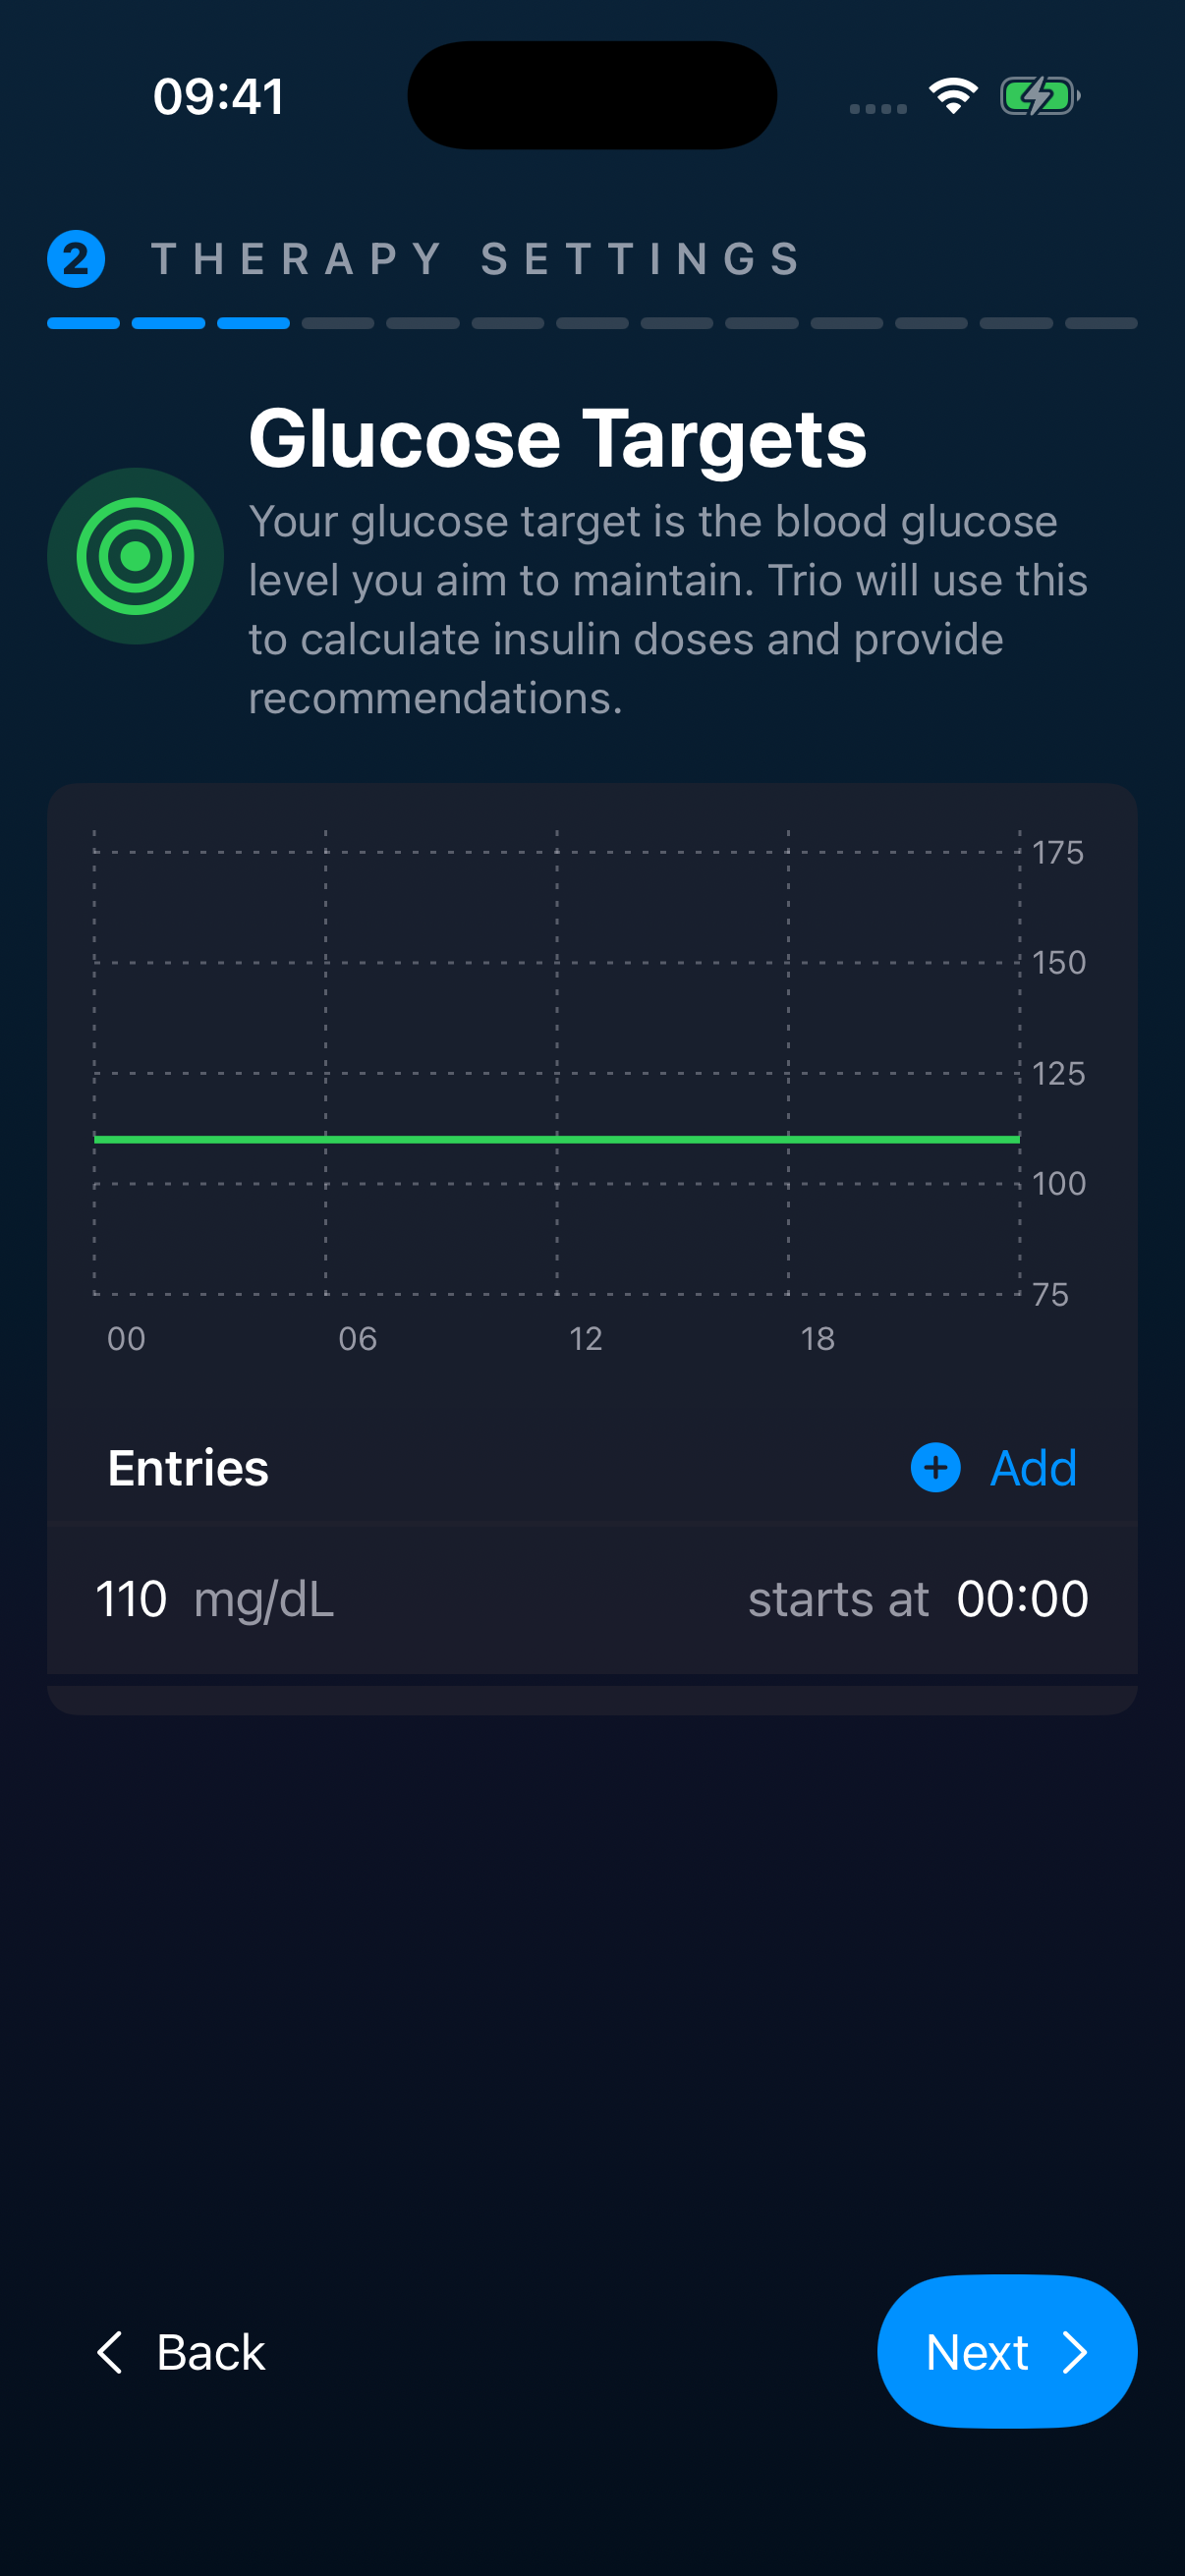 09:41
2 THERAPY SETTINGS
Glucose Targets
Your glucose target is the blood glucose
level you aim to maintain. Trio will use this
to calculate insulin doses and provide
recommendations.
175
150
125
100
75
00 06 12 18
Entries Add
110 mg/dL starts at 00:00
Back Next